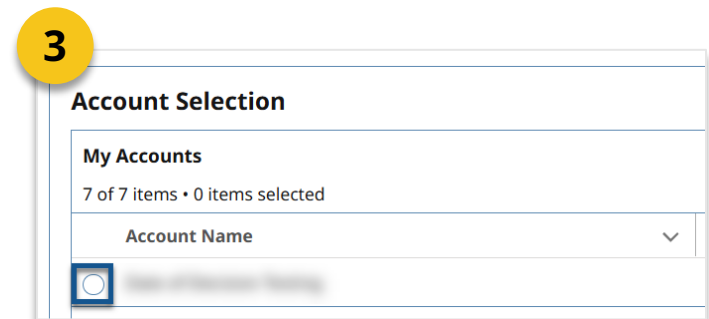 3
Account Selection
My Accounts
7 of 7 items • 0 items selected
Account Name